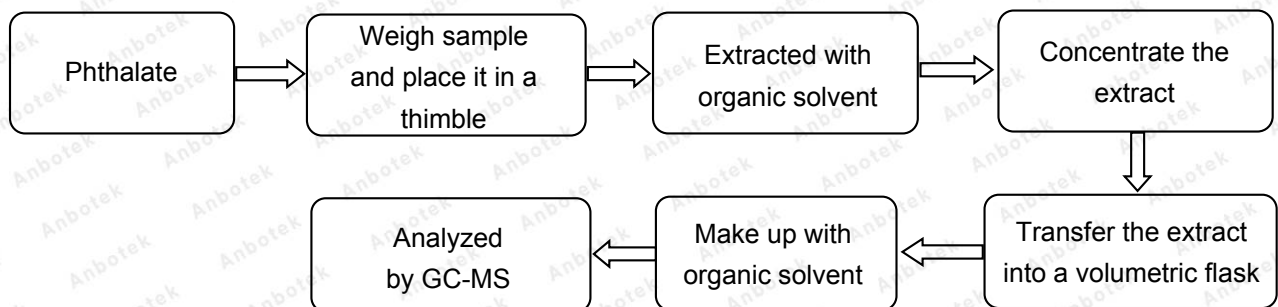 Phthalate
Weigh sample
and place it in a
thimble
Extracted with
organic solvent
Concentrate the
extract
Transfer the extract
into a volumetric flask
Make up with
organic solvent
Analyzed
by GC-MS
Anbotek